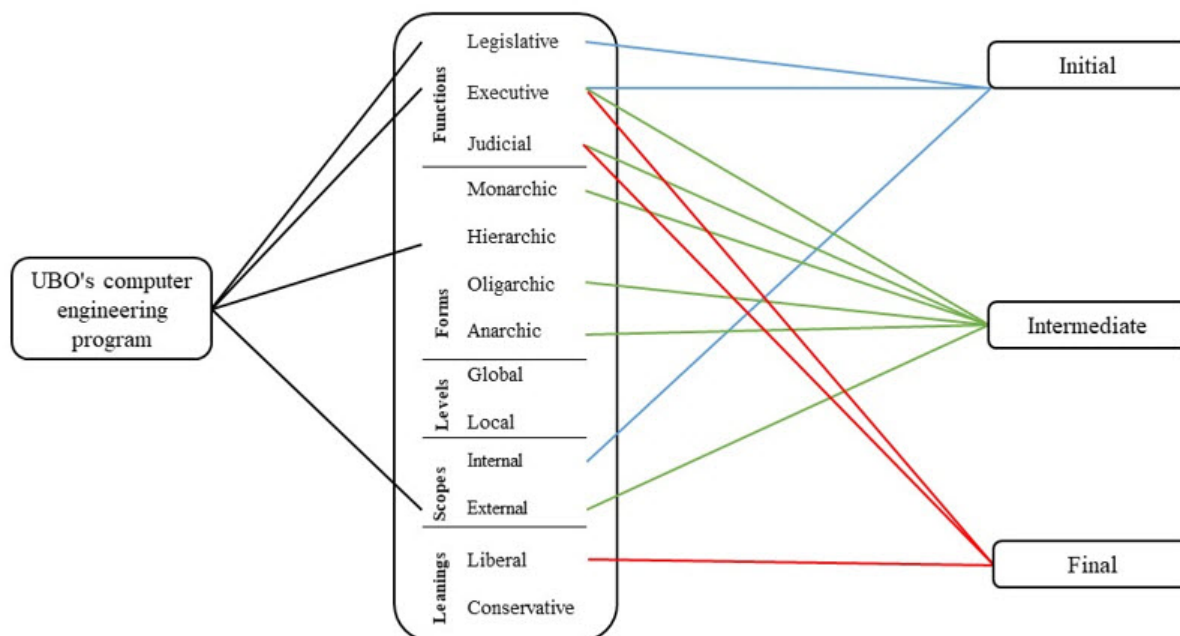 UBO's computer
engineering
program
Functions
Legislative
Executive
Judicial
Forms
Monarchic
Hierarchic
Oligarchic
Anarchic
Levels
Global
Local
Scopes
Internal
External
Leanings
Liberal
Conservative
Initial
Intermediate
Final